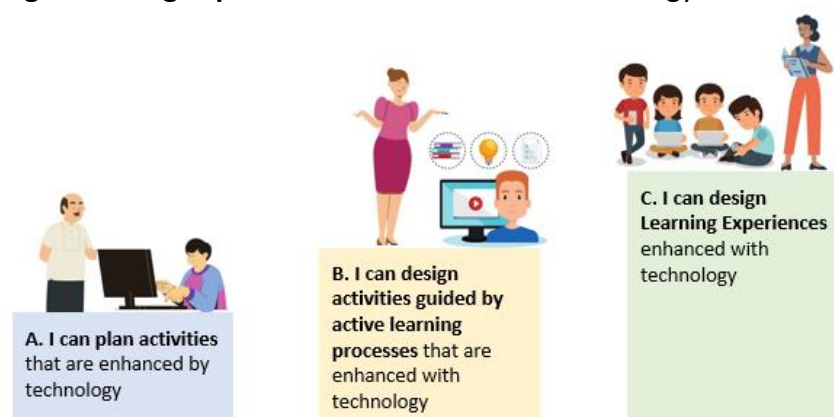 A. I can plan activities
that are enhanced by
technology
B. I can design
activities guided by
active learning
processes that are
enhanced with
technology
C. I can design
Learning Experiences
enhanced with
technology